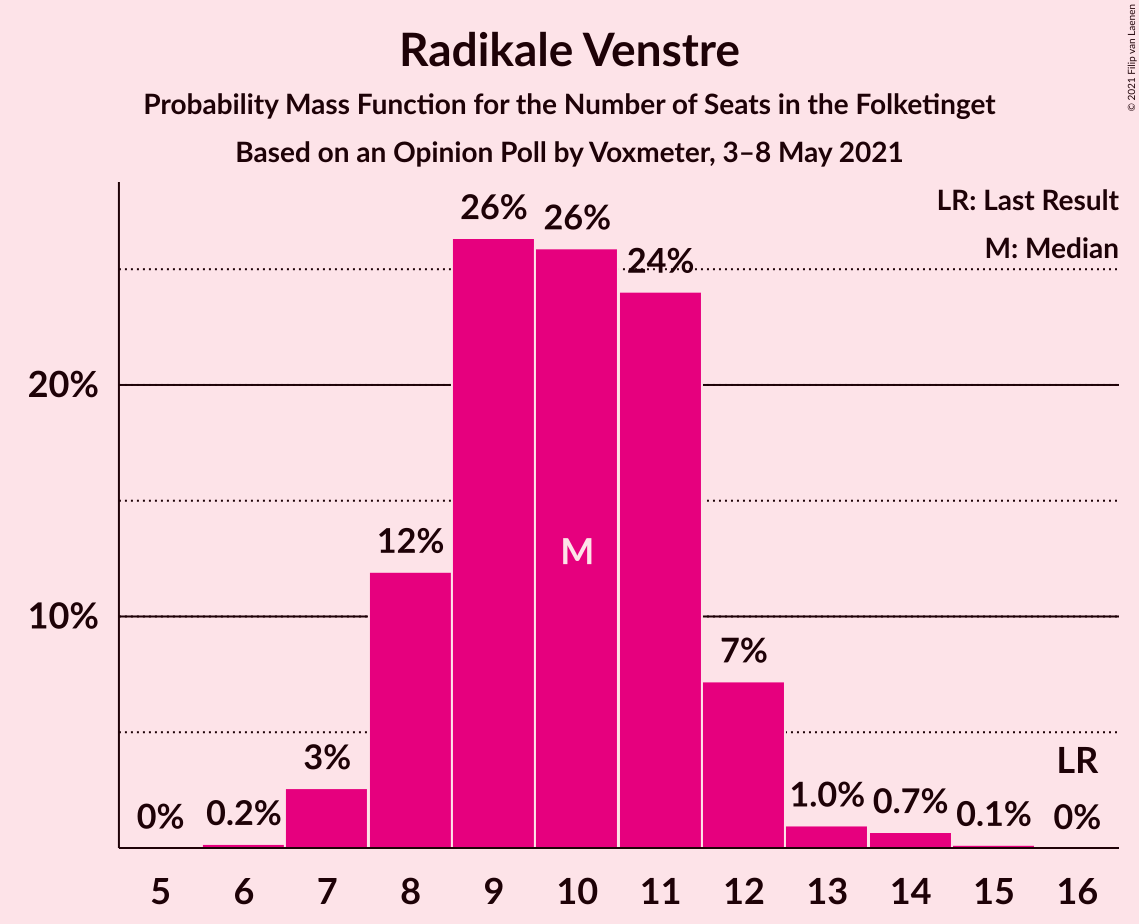 Radikale Venstre
Probability Mass Function for the Number of Seats in the Folketinget
Based on an Opinion Poll by Voxmeter, 3–8 May 2021
© 2021 Filip van Laenen
LR: Last Result
M: Median
26%
26%
24%
20%
12%
M
10%
7%
3%
LR
0%
0.2%
1.0%
0.7%
0.1%
0%
5 6 7 8 9 10 11 12 13 14 15 16